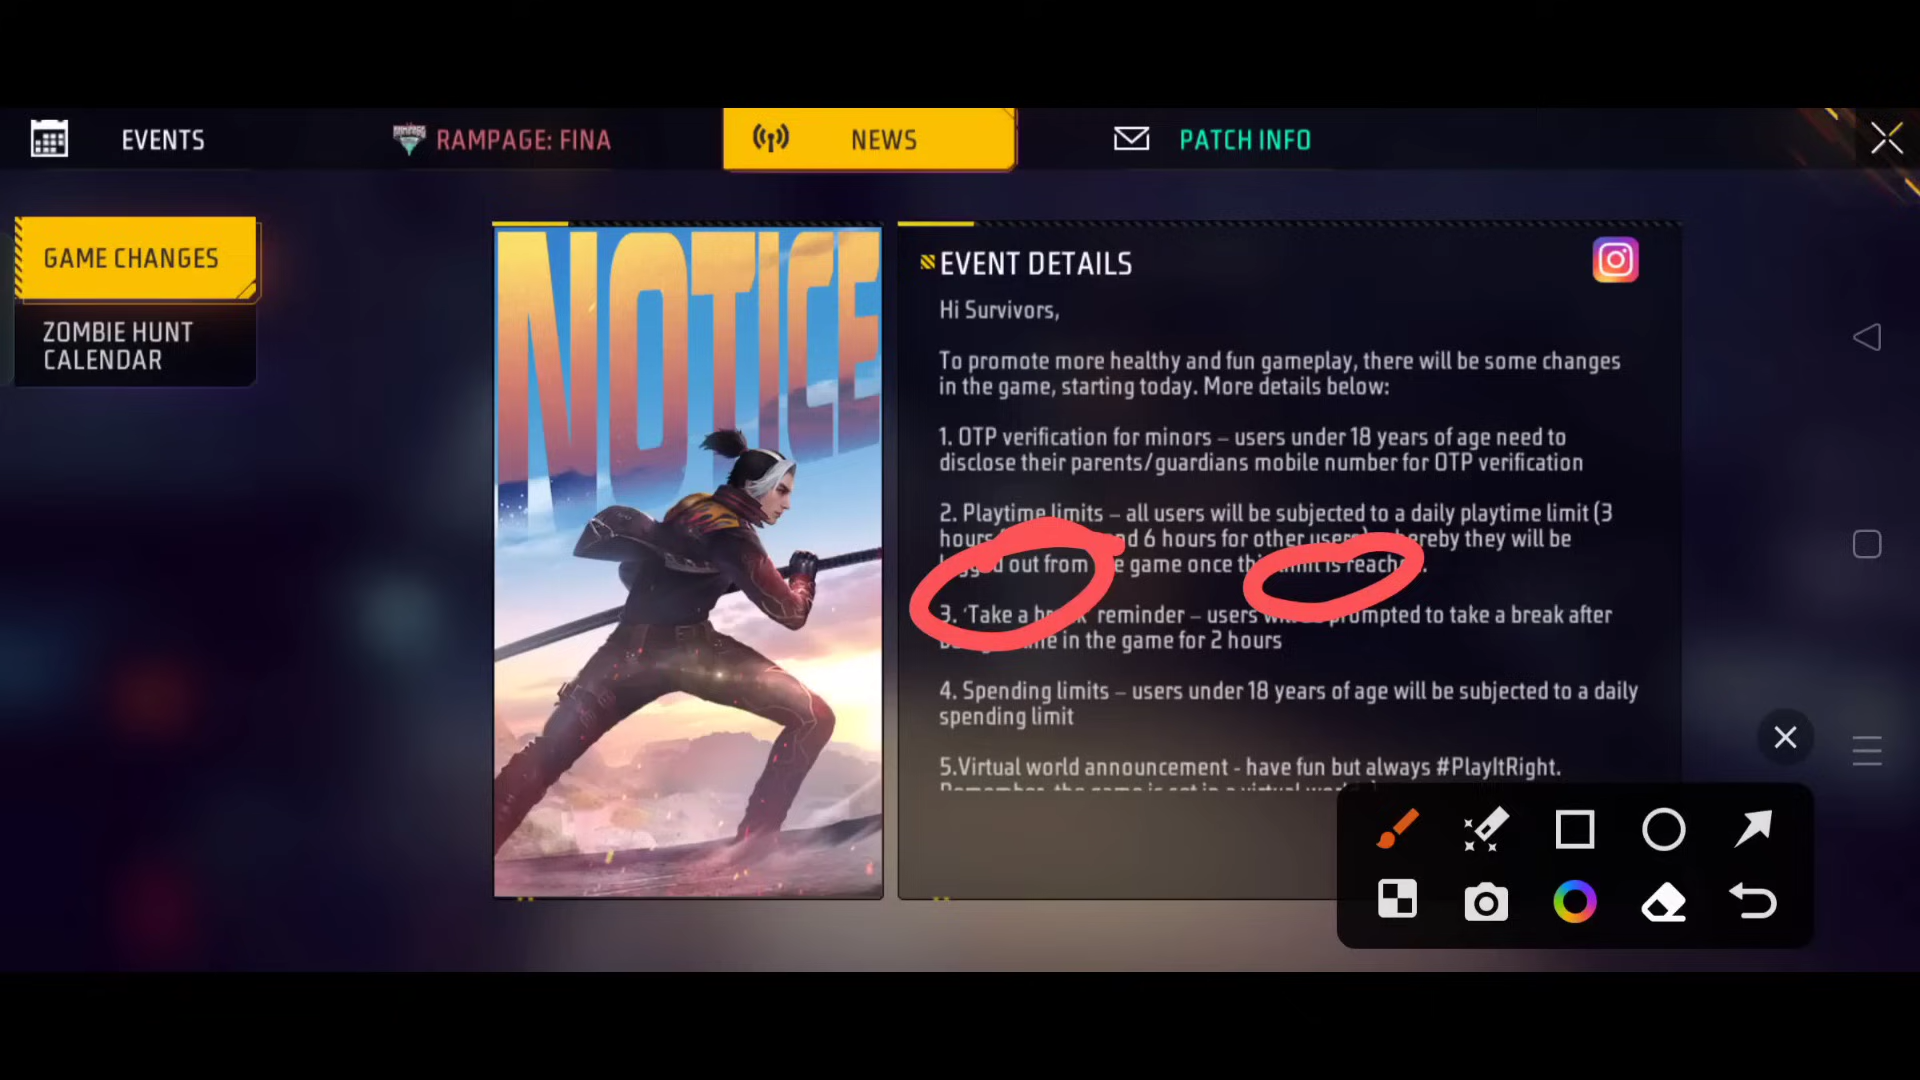 EVENTS
RAMPAGE: FINA
NEWS
PATCH INFO
GAME CHANGES
ZOMBIE HUNT
CALENDAR
NOTICE
EVENT DETAILS
Hi Survivors,
To promote more healthy and fun gameplay, there will be some changes
in the game, starting today. More details below:
1. OTP verification for minors – users under 18 years of age need to
disclose their parents/guardians mobile number for OTP verification
2. Playtime limits – all users will be subjected to a daily playtime limit (3
hours 6 hours for other users) they will be
out from game once this limit is
3. 'Take a reminder – users prompted to take a break after
in the game for 2 hours
4. Spending limits – users under 18 years of age will be subjected to a daily
spending limit
5.Virtual world announcement - have fun but always #PlayItRight.